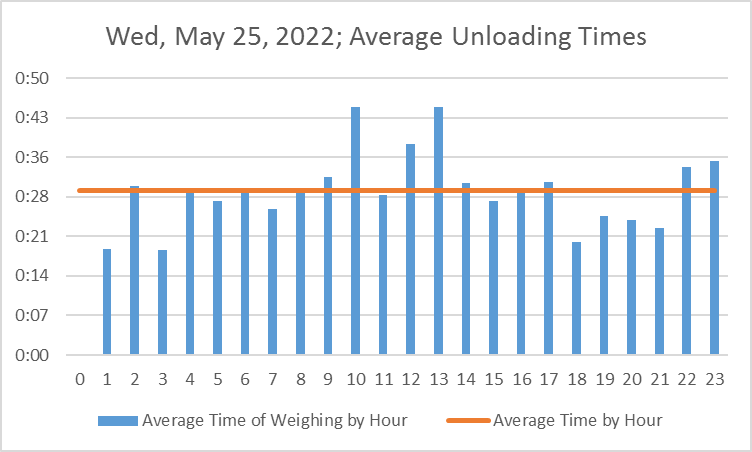 Wed, May 25, 2022; Average Unloading Times
0:50
0:43
0:36
0:28
0:21
0:14
0:07
0:00
0 1 2 3 4 5 6 7 8 9 10 11 12 13 14 15 16 17 18 19 20 21 22 23
Average Time of Weighing by Hour Average Time by Hour